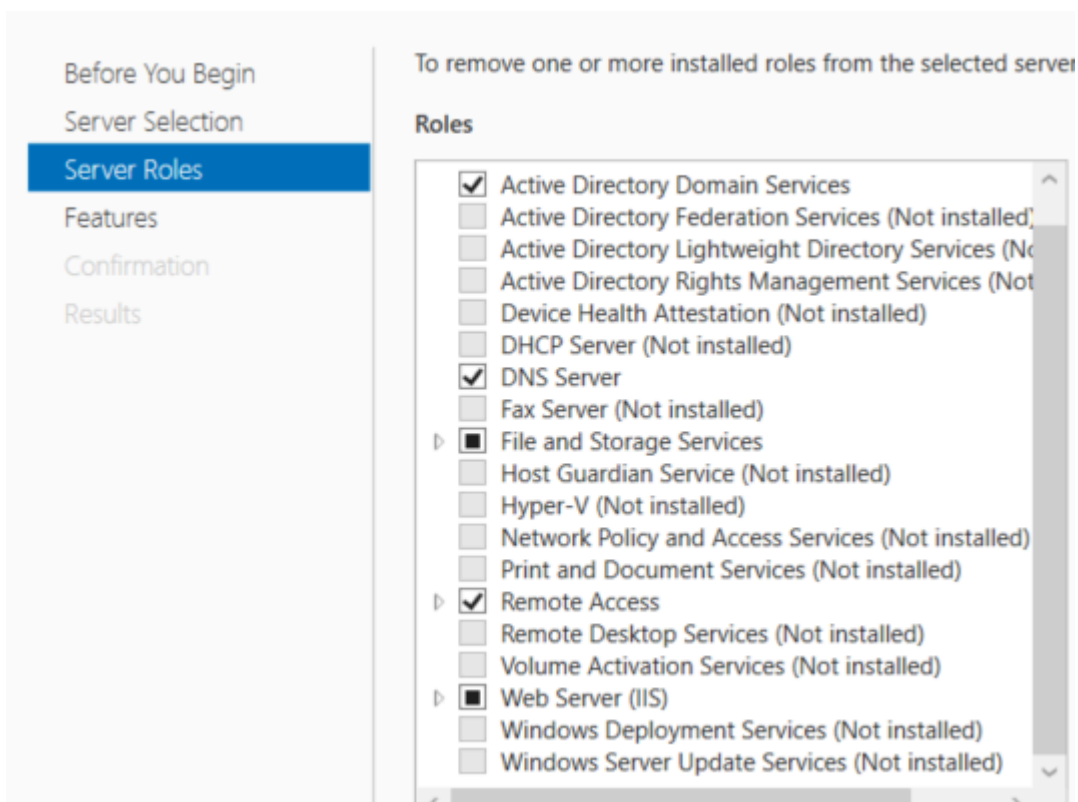 Before You Begin
Server Selection
Server Roles
Features
Confirmation
Results
To remove one or more installed roles from the selected server
Roles
Active Directory Domain Services
Active Directory Federation Services (Not installed)
Active Directory Lightweight Directory Services (No
Active Directory Rights Management Services (Not
Device Health Attestation (Not installed)
DHCP Server (Not installed)
DNS Server
Fax Server (Not installed)
File and Storage Services
Host Guardian Service (Not installed)
Hyper-V (Not installed)
Network Policy and Access Services (Not installed)
Print and Document Services (Not installed)
Remote Access
Remote Desktop Services (Not installed)
Volume Activation Services (Not installed)
Web Server (IIS)
Windows Deployment Services (Not installed)
Windows Server Update Services (Not installed)